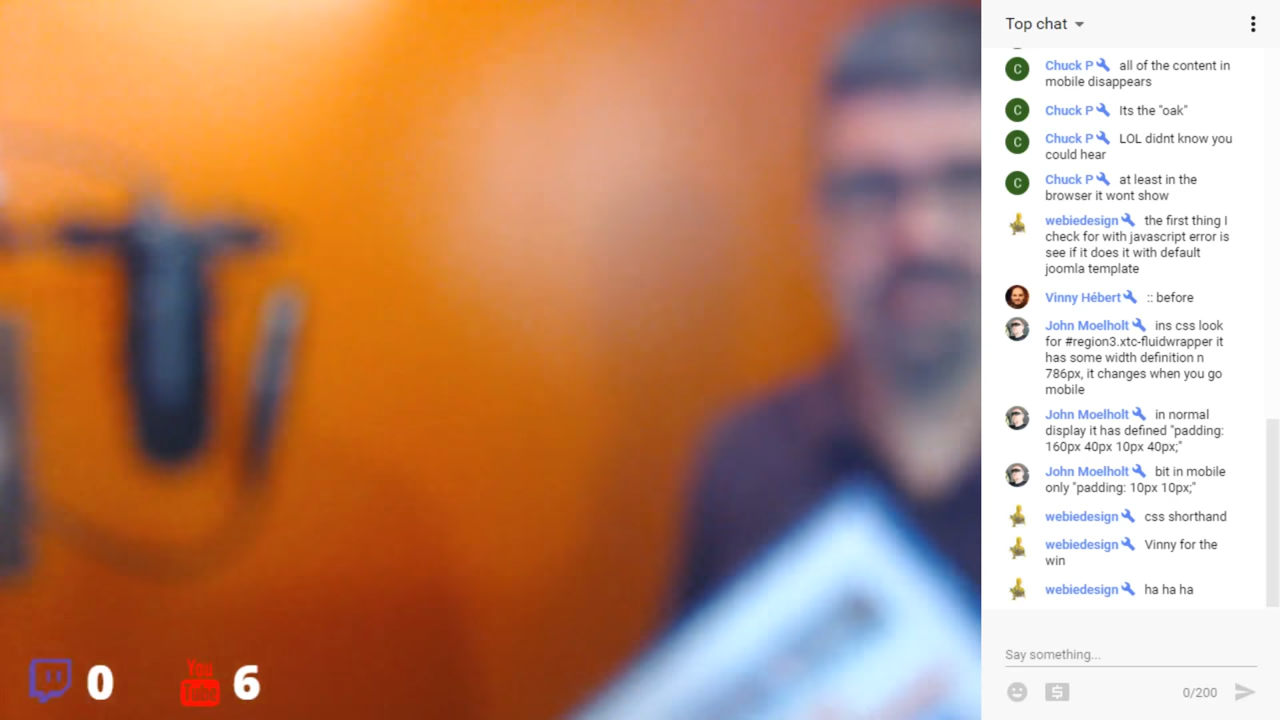 Top chat
Chuck P all of the content in
mobile disappears
Chuck P Its the "oak"
Chuck P LOL didnt know you
could hear
Chuck P at least in the
browser it wont show
webiedesign the first thing I
check for with javascript error is
see if it does it with default
joomla template
Vinny Hébert :: before
John Moelholt ins css look
for #region3.xtc-fluidwrapper it
has some width definition n
786px, it changes when you go
mobile
John Moelholt in normal
display it has defined "padding:
160px 40px 10px 40px;"
John Moelholt bit in mobile
only "padding: 10px 10px;"
webiedesign css shorthand
webiedesign Vinny for the
win
webiedesign ha ha ha
Say something...
0/200
0
You
Tube
6
C
C
C
C